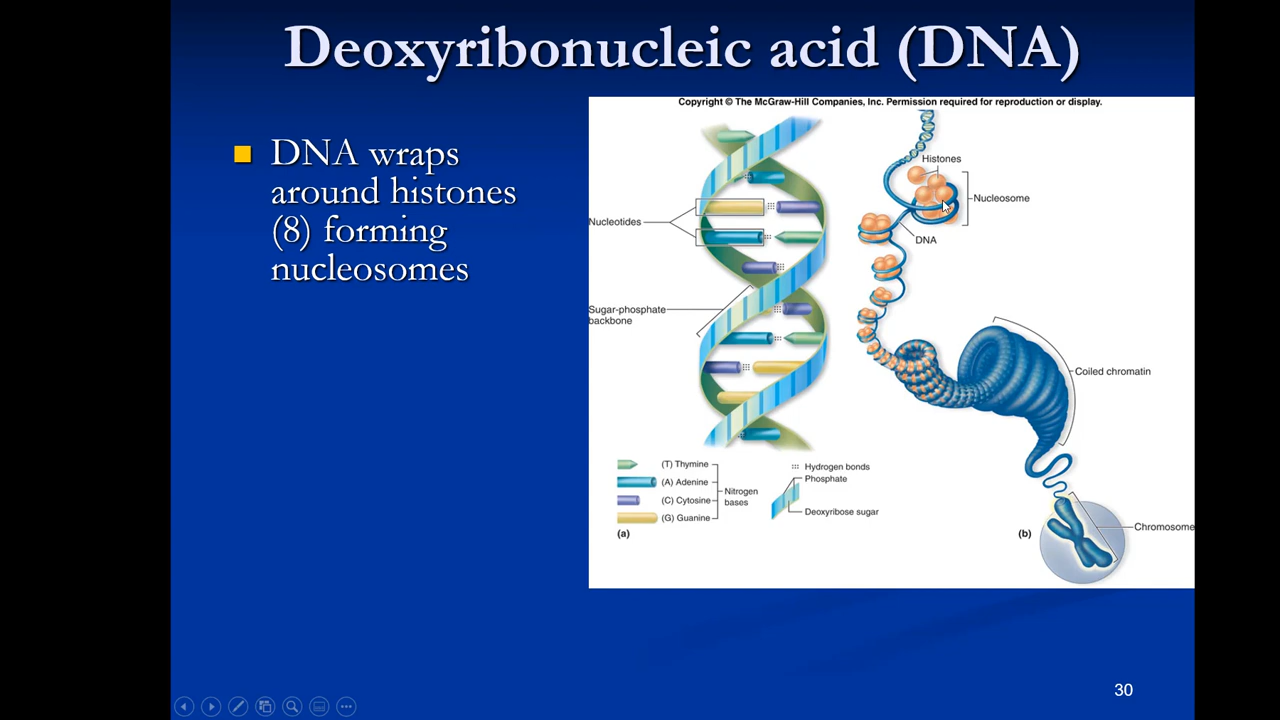 Deoxyribonucleic acid (DNA)
DNA wraps
around histones
(8) forming
nucleosomes
Copyright © The McGraw-Hill Companies, Inc. Permission required for reproduction or display.
Nucleotides
Sugar-phosphate
backbone
(T) Thymine
(A) Adenine
(C) Cytosine
(G) Guanine
Nitrogen
bases
Hydrogen bonds
Phosphate
Deoxyribose sugar
(a)
Histones
Nucleosome
DNA
Coiled chromatin
Chromosome
(b)
30